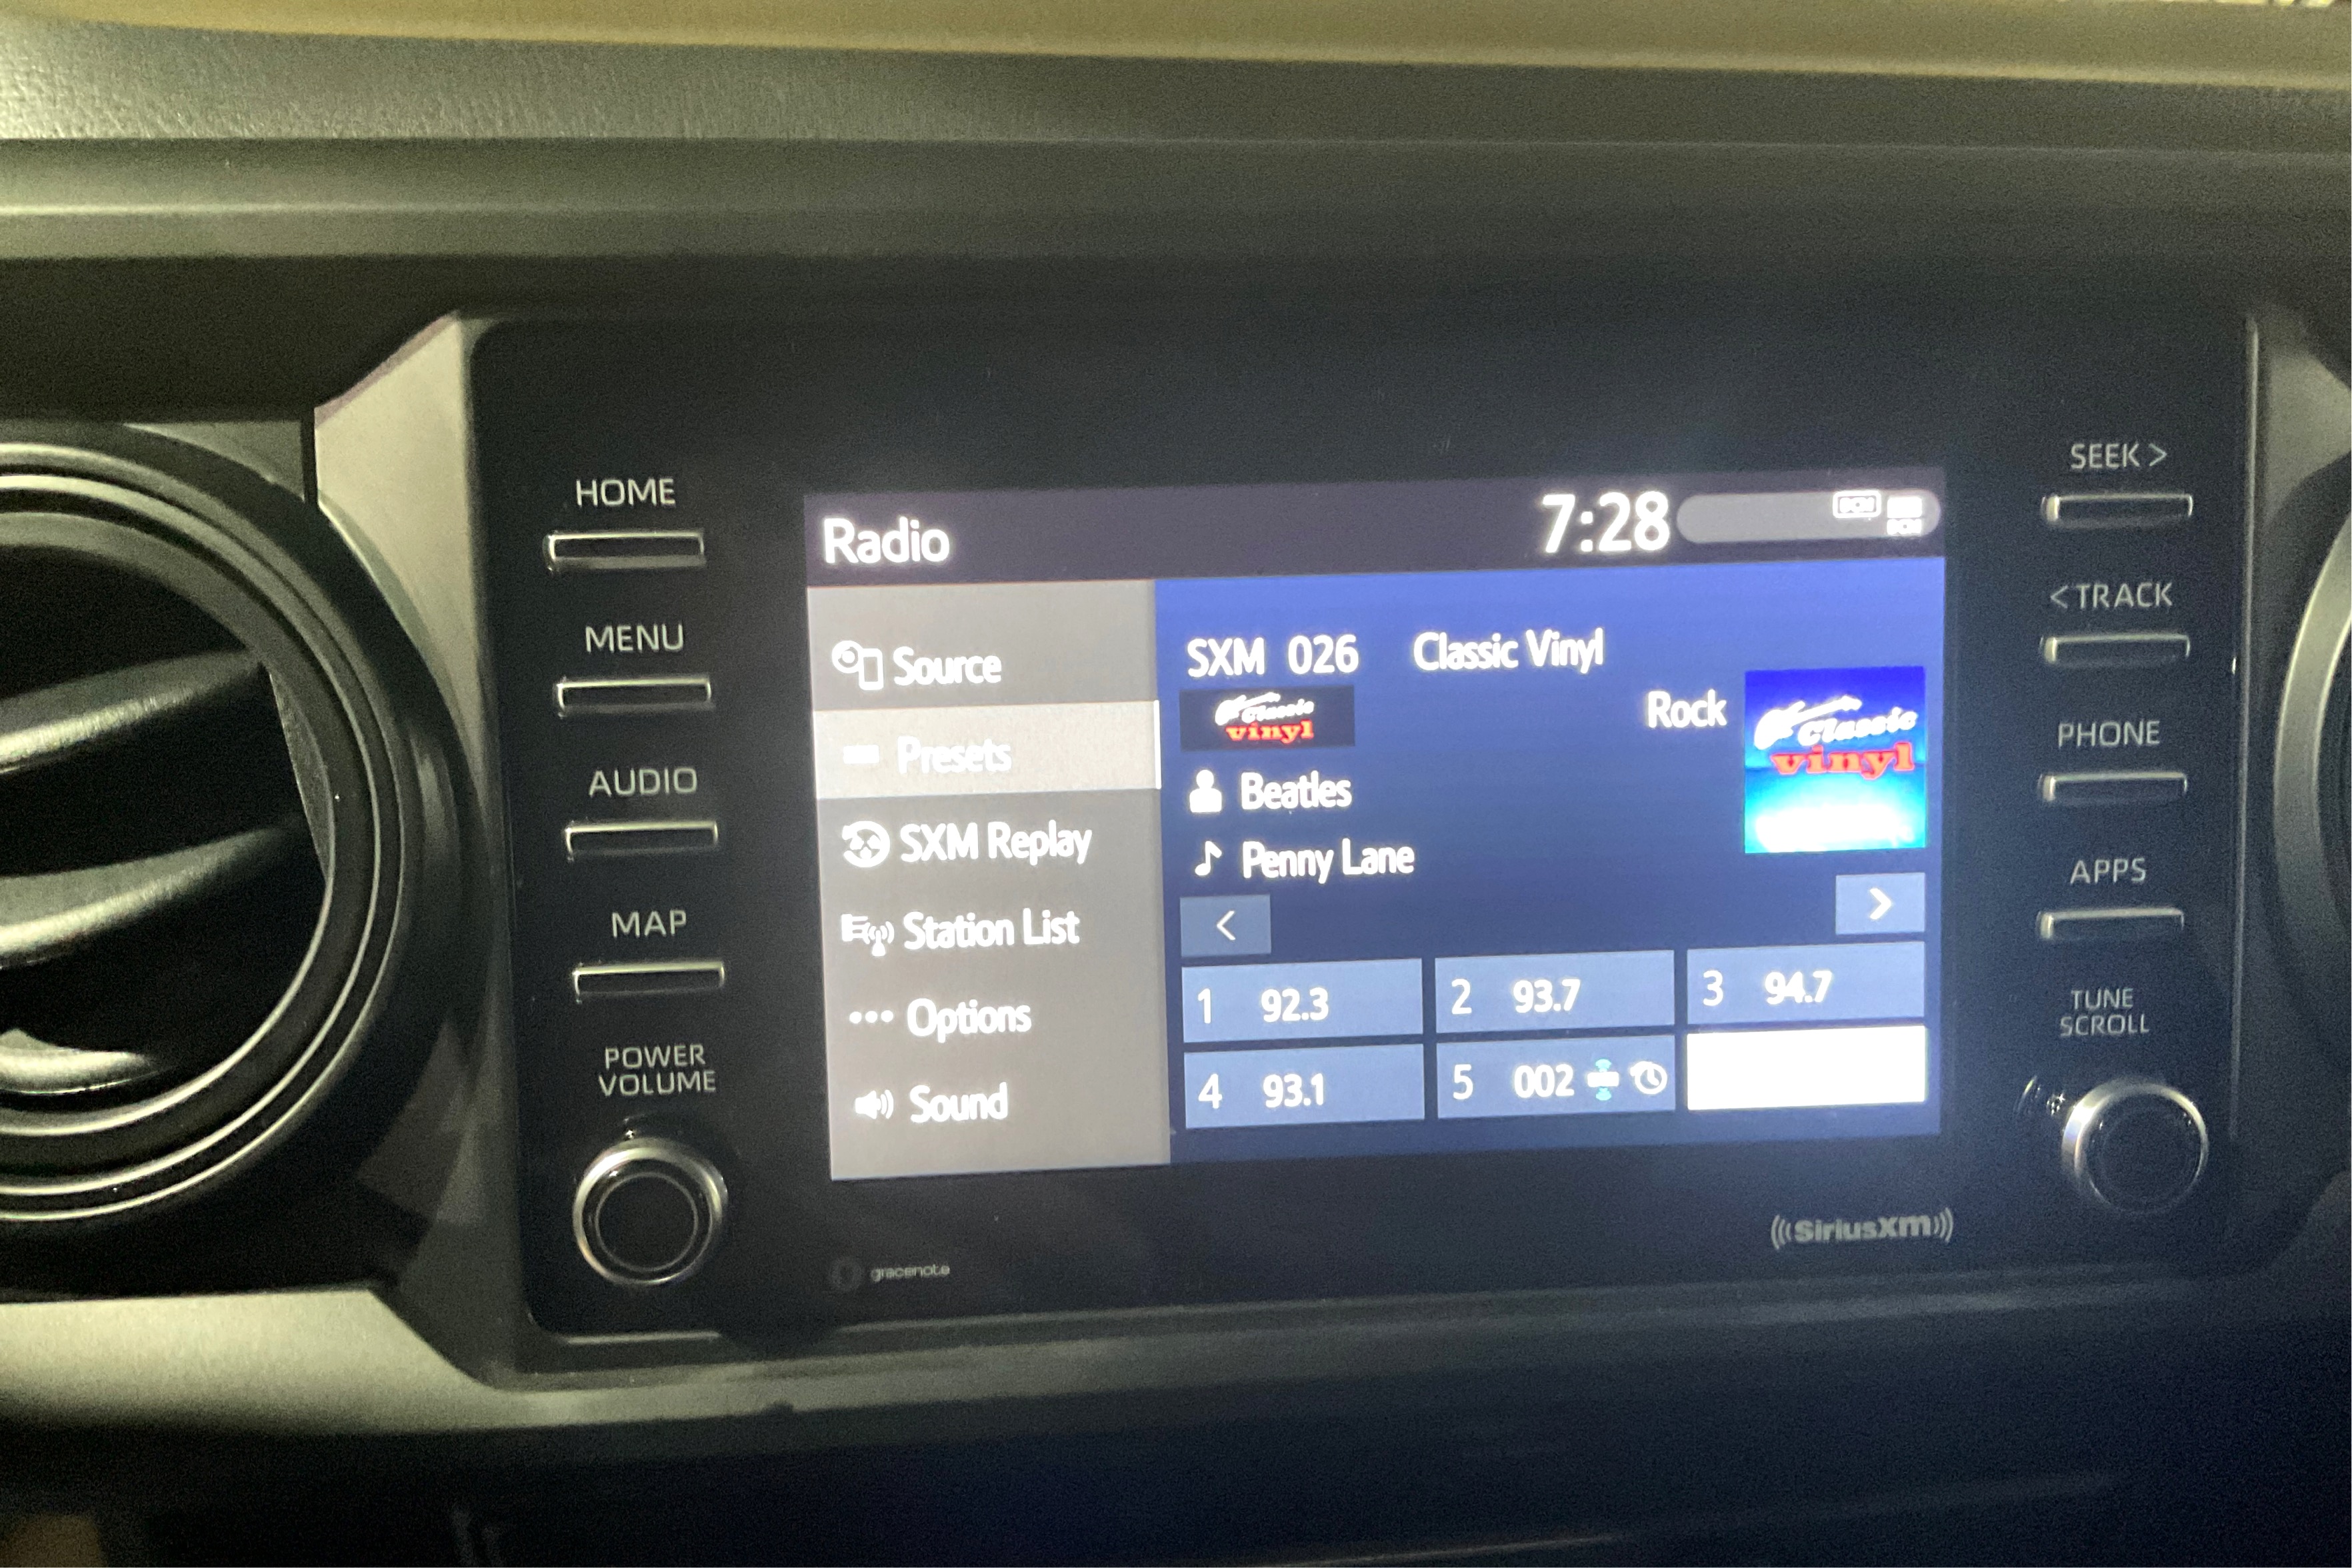 HOME
MENU
AUDIO
MAP
POWER
VOLUME
Radio
7:28
Source
Presets
SXM Replay
Station List
Options
Sound
SXM 026 Classic Vinyl
Classic
vinyl
Rock
Classic
vinyl
Beatles
Penny Lane
<
>
1 92.3
2 93.7
3 94.7
4 93.1
5 002
gracenote
(((SiriusXM)))
SEEK >
< TRACK
PHONE
APPS
TUNE
SCROLL